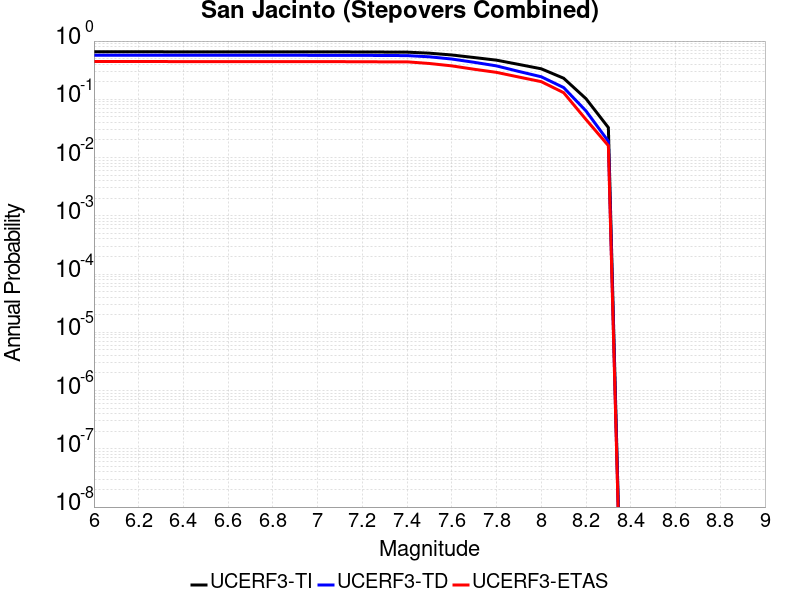 San Jacinto (Stepovers Combined)
10^0
10^-1
10^-2
10^-3
10^-4
10^-5
10^-6
10^-7
10^-8
Annual Probability
6 6.2 6.4 6.6 6.8 7 7.2 7.4 7.6 7.8 8 8.2 8.4 8.6 8.8 9
Magnitude
UCERF3-TI UCERF3-TD UCERF3-ETAS